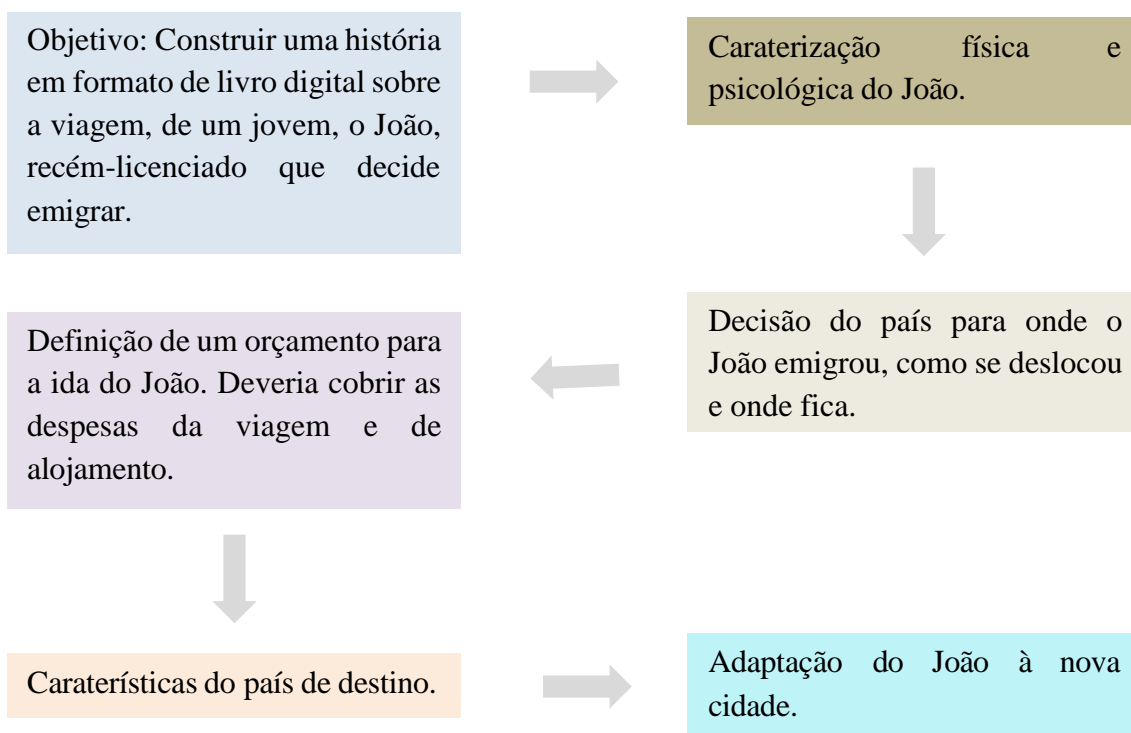 Objetivo: Construir uma história
em formato de livro digital sobre
a viagem, de um jovem, o João,
recém-licenciado que decide
emigrar.
Caraterização física e
psicológica do João.
Decisão do país para onde o
João emigrou, como se deslocou
e onde fica.
Definição de um orçamento para
a ida do João. Deveria cobrir as
despesas da viagem e de
alojamento.
Caraterísticas do país de destino.
Adaptação do João à nova
cidade.